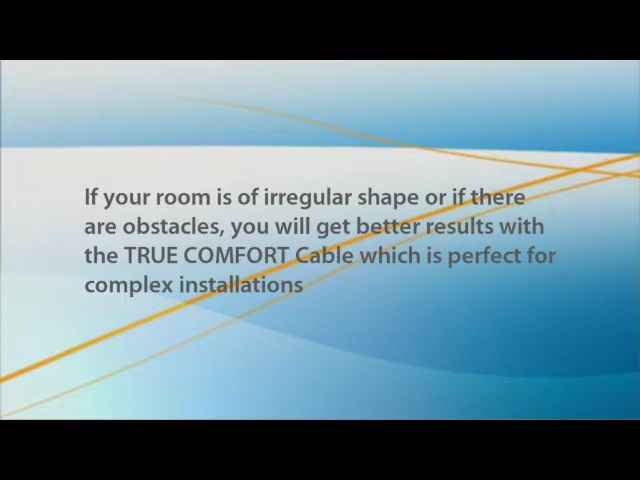 If your room is of irregular shape or if there
are obstacles, you will get better results with
the TRUE COMFORT Cable which is perfect for
complex installations